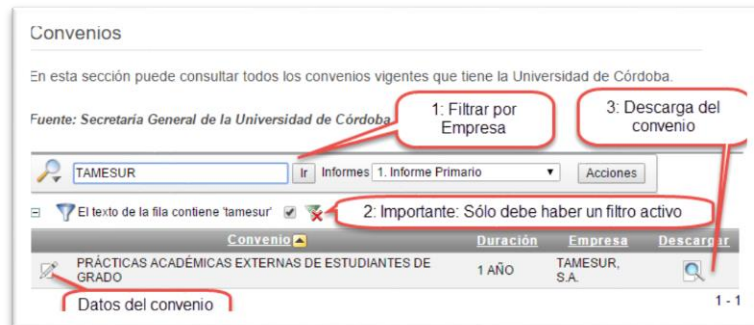 Convenios
En esta sección puede consultar todos los convenios vigentes que tiene la Universidad de Córdoba.
Fuente: Secretaría General de la Universidad de Córdoba
1: Filtrar por
Empresa
3: Descarga del
convenio
TAMESUR Ir Informes 1. Informe Primario Acciones
El texto de la fila contiene 'tamesur'
2: Importante: Sólo debe haber un filtro activo
Convenio Duración Empresa Descargar
PRÁCTICAS ACADÉMICAS EXTERNAS DE ESTUDIANTES DE
GRADO
1 AÑO
TAMESUR,
S.A.
Datos del convenio
1 - 1